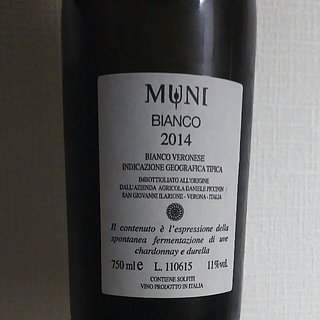 MUNI
BIANCO
2014
BIANCO VERONESE
INDICAZIONE GEOGRAFICA TIPICA
IMBOTTIGLIATO ALL'ORIGINE
DALL'AZIENDA AGRICOLA DANIELE PICCININ
SAN GIOVANNI ILARIONE - VERONA - ITALIA
Il contenuto è l'espressione della
spontanea fermentazione di uve
chardonnay e durella
750 ml e L. 110615 11% vol.
CONTIENE SOLFITI
VINO PRODOTTO IN ITALIA